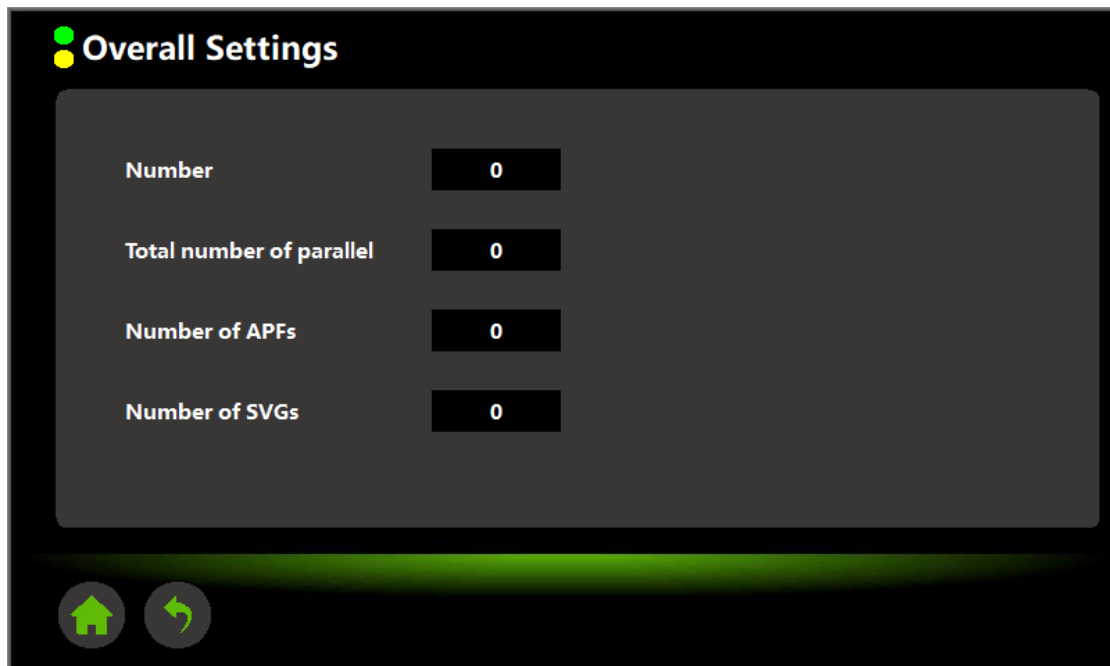 Overall Settings
Number 0
Total number of parallel 0
Number of APFs 0
Number of SVGs 0